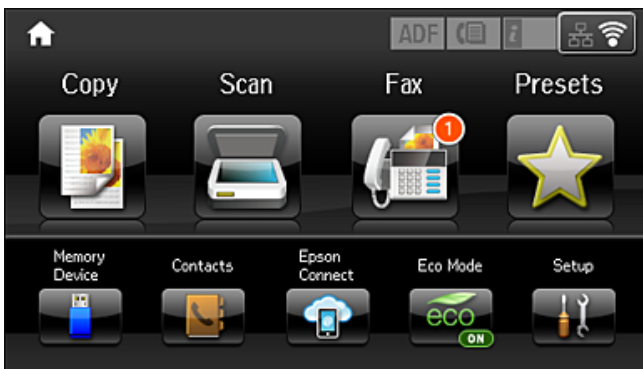 ADF
i
Copy
Scan
Fax
Presets
1
Memory
Device
Contacts
Epson
Connect
Eco Mode
Setup
eco
ON